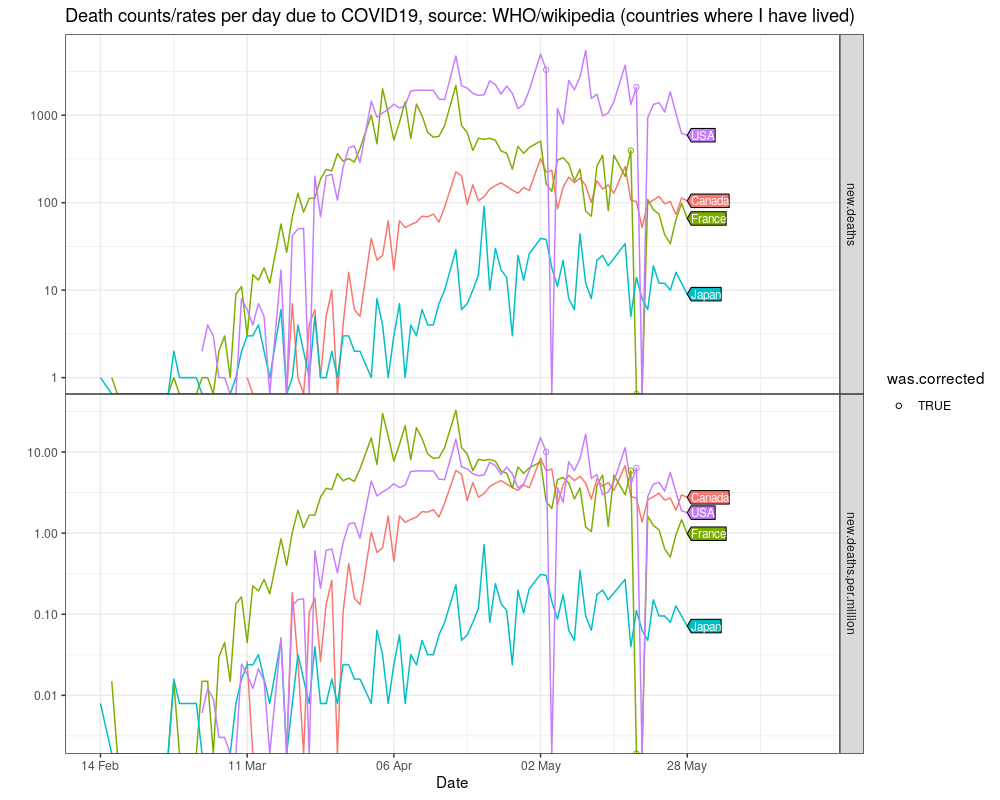 Death counts/rates per day due to COVID19, source: WHO/wikipedia (countries where I have lived)
1000
100
10
1
USA
Canada
France
Japan
new.deaths
10.00
1.00
0.10
0.01
Canada
USA
France
Japan
new.deaths.per.million
14 Feb
11 Mar
06 Apr
02 May
28 May
Date
was.corrected
TRUE